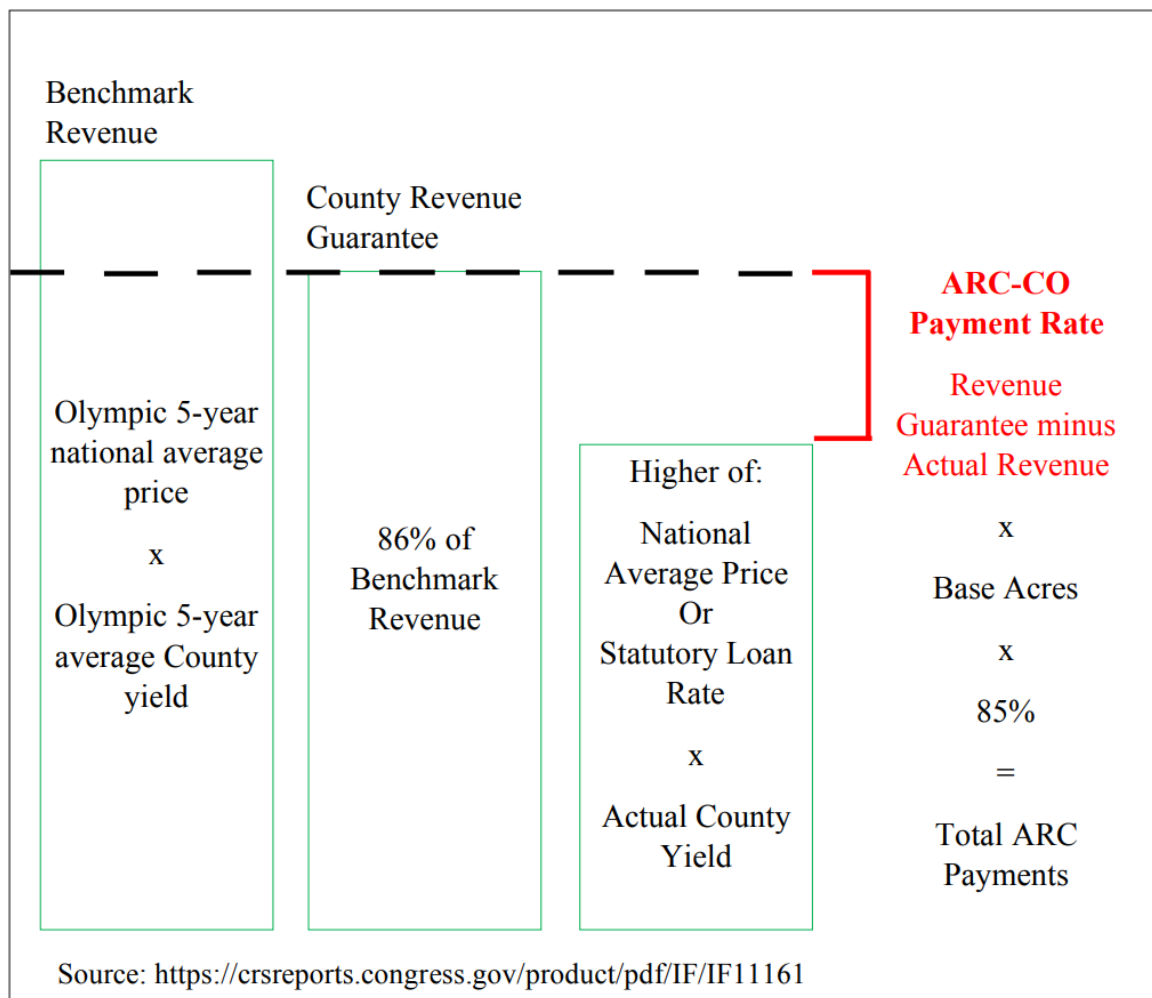 Benchmark
Revenue
County Revenue
Guarantee
Olympic 5-year
national average
price
x
Olympic 5-year
average County
yield
86% of
Benchmark
Revenue
Higher of:
National
Average Price
Or
Statutory Loan
Rate
x
Actual County
Yield
ARC-CO
Payment Rate
Revenue
Guarantee minus
Actual Revenue
x
Base Acres
x
85%
=
Total ARC
Payments
Source: https://crsreports.congress.gov/product/pdf/IF/IF11161